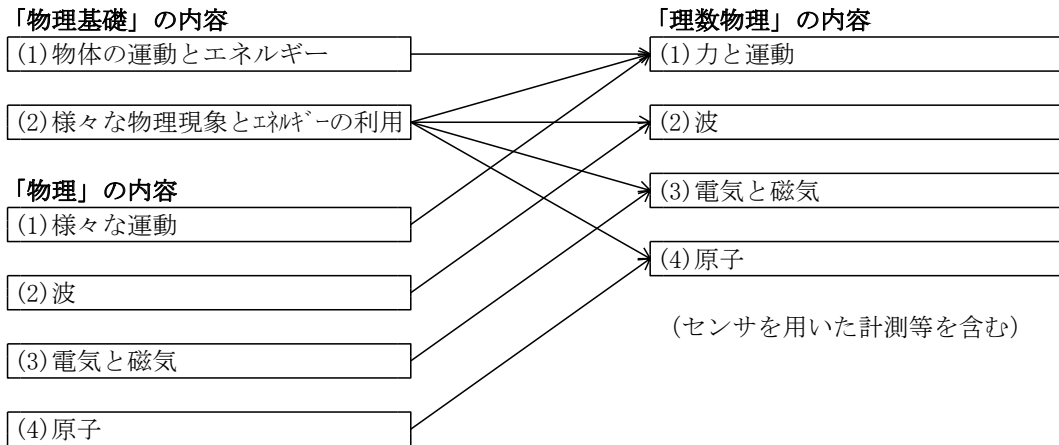 「物理基礎」の内容
(1)物体の運動とエネルギー
(2)様々な物理現象とエネルギーの利用
「物理」の内容
(1)様々な運動
(2)波
(3)電気と磁気
(4)原子
「理数物理」の内容
(1)力と運動
(2)波
(3)電気と磁気
(4)原子
(センサを用いた計測等を含む)